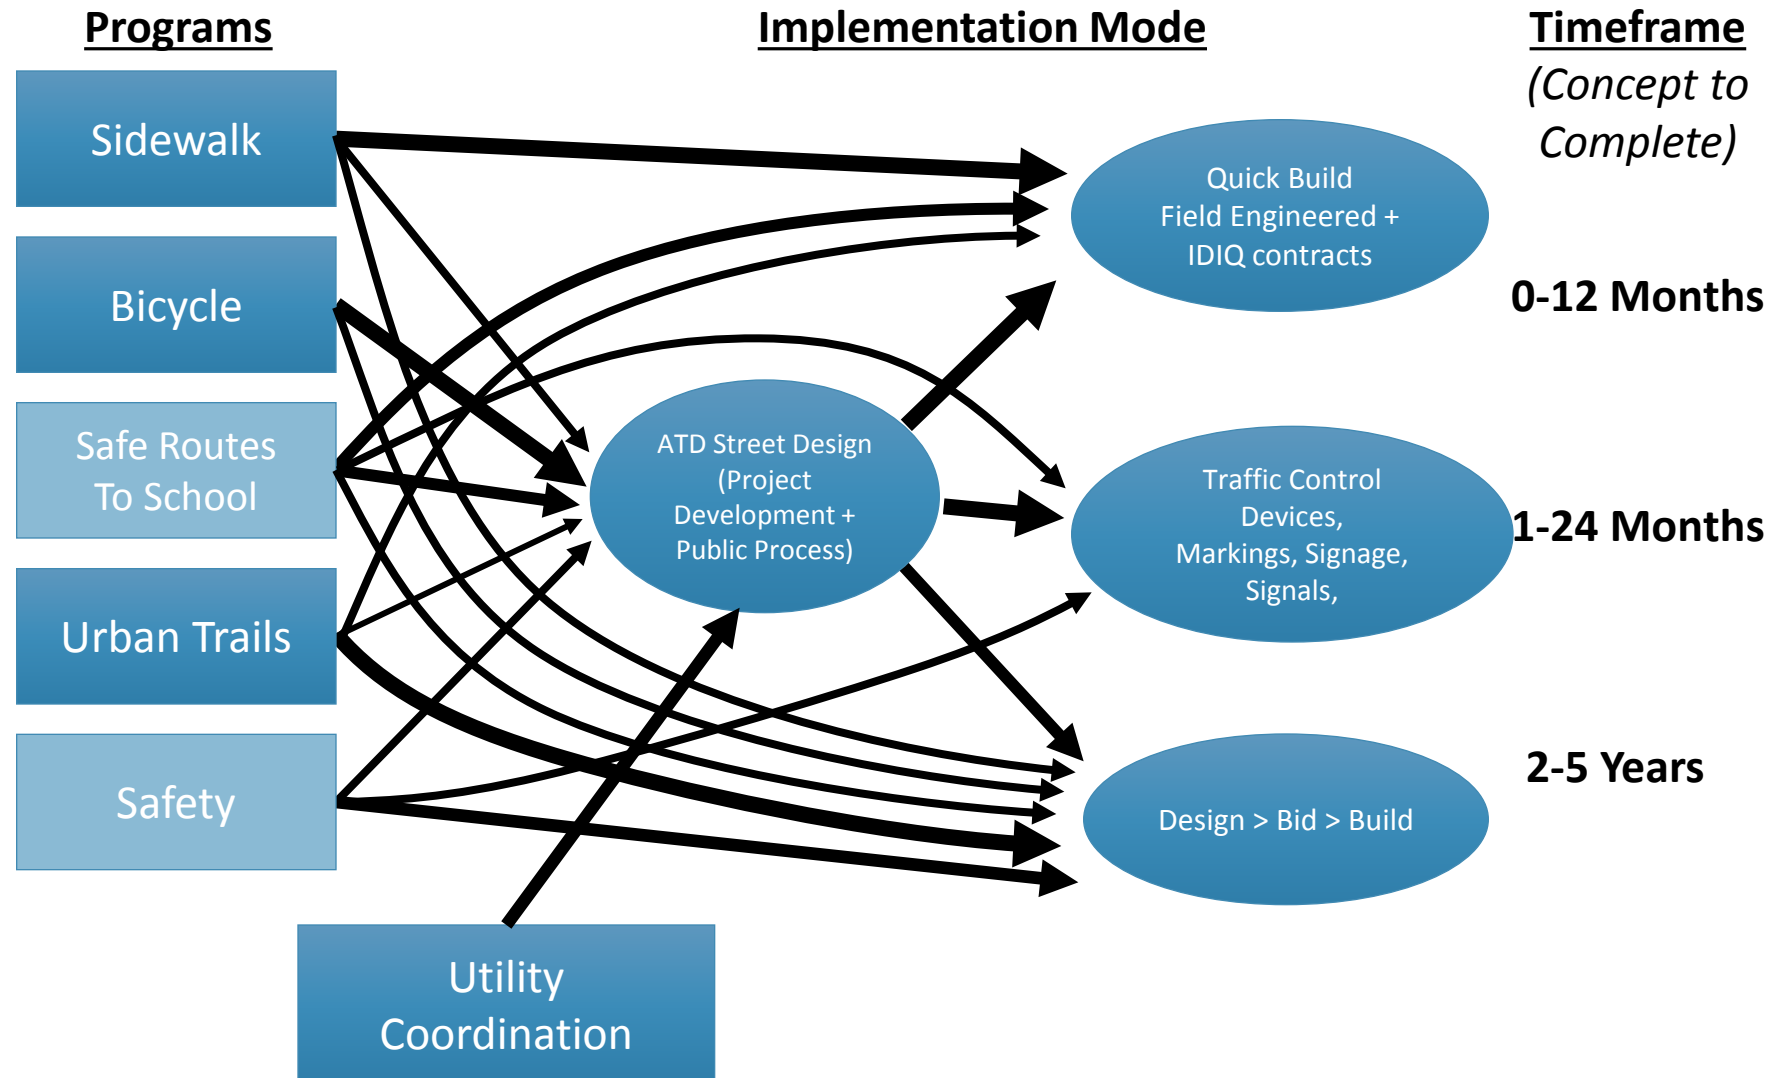 Programs
Implementation Mode
Timeframe
(Concept to
Complete)
Sidewalk
Bicycle
Safe Routes
To School
Urban Trails
Safety
Utility
Coordination
ATD Street Design
(Project
Development +
Public Process)
Quick Build
Field Engineered +
IDIQ contracts
Traffic Control
Devices,
Markings, Signage,
Signals,
Design > Bid > Build
0-12 Months
1-24 Months
2-5 Years